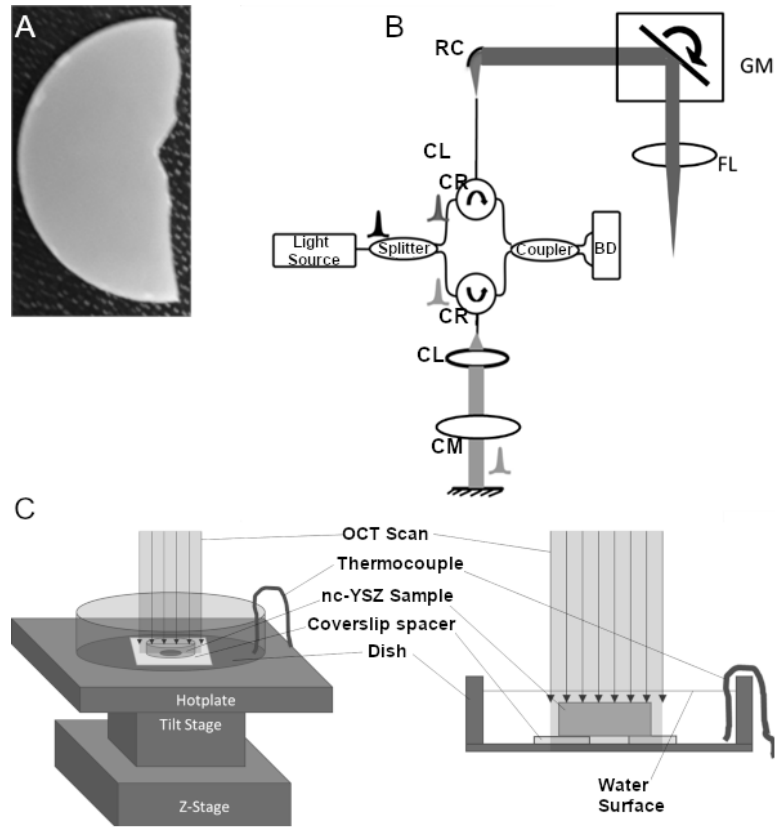 A
B
RC
GM
CL
FL
CR
Light
Source
Splitter
Coupler
BD
CR
CL
CM
C
OCT Scan
Thermocouple
nc-YSZ Sample
Coverslip spacer
Dish
Hotplate
Tilt Stage
Z-Stage
Water
Surface